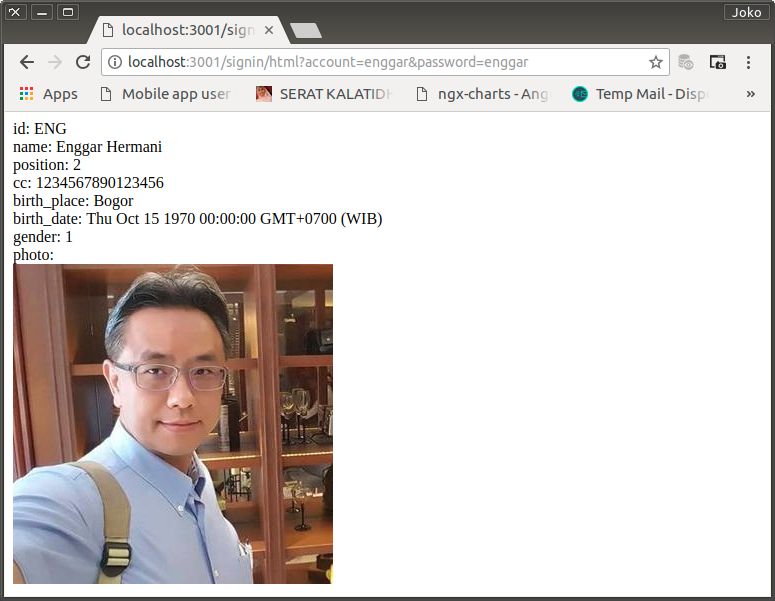 Joko
localhost:3001/sign
localhost:3001/signin/html?account=enggar&password=enggar
Apps Mobile app user SERAT KALATIDH ngx-charts - Ang Temp Mail - Dispo »
id: ENG
name: Enggar Hermani
position: 2
cc: 1234567890123456
birth_place: Bogor
birth_date: Thu Oct 15 1970 00:00:00 GMT+0700 (WIB)
gender: 1
photo: